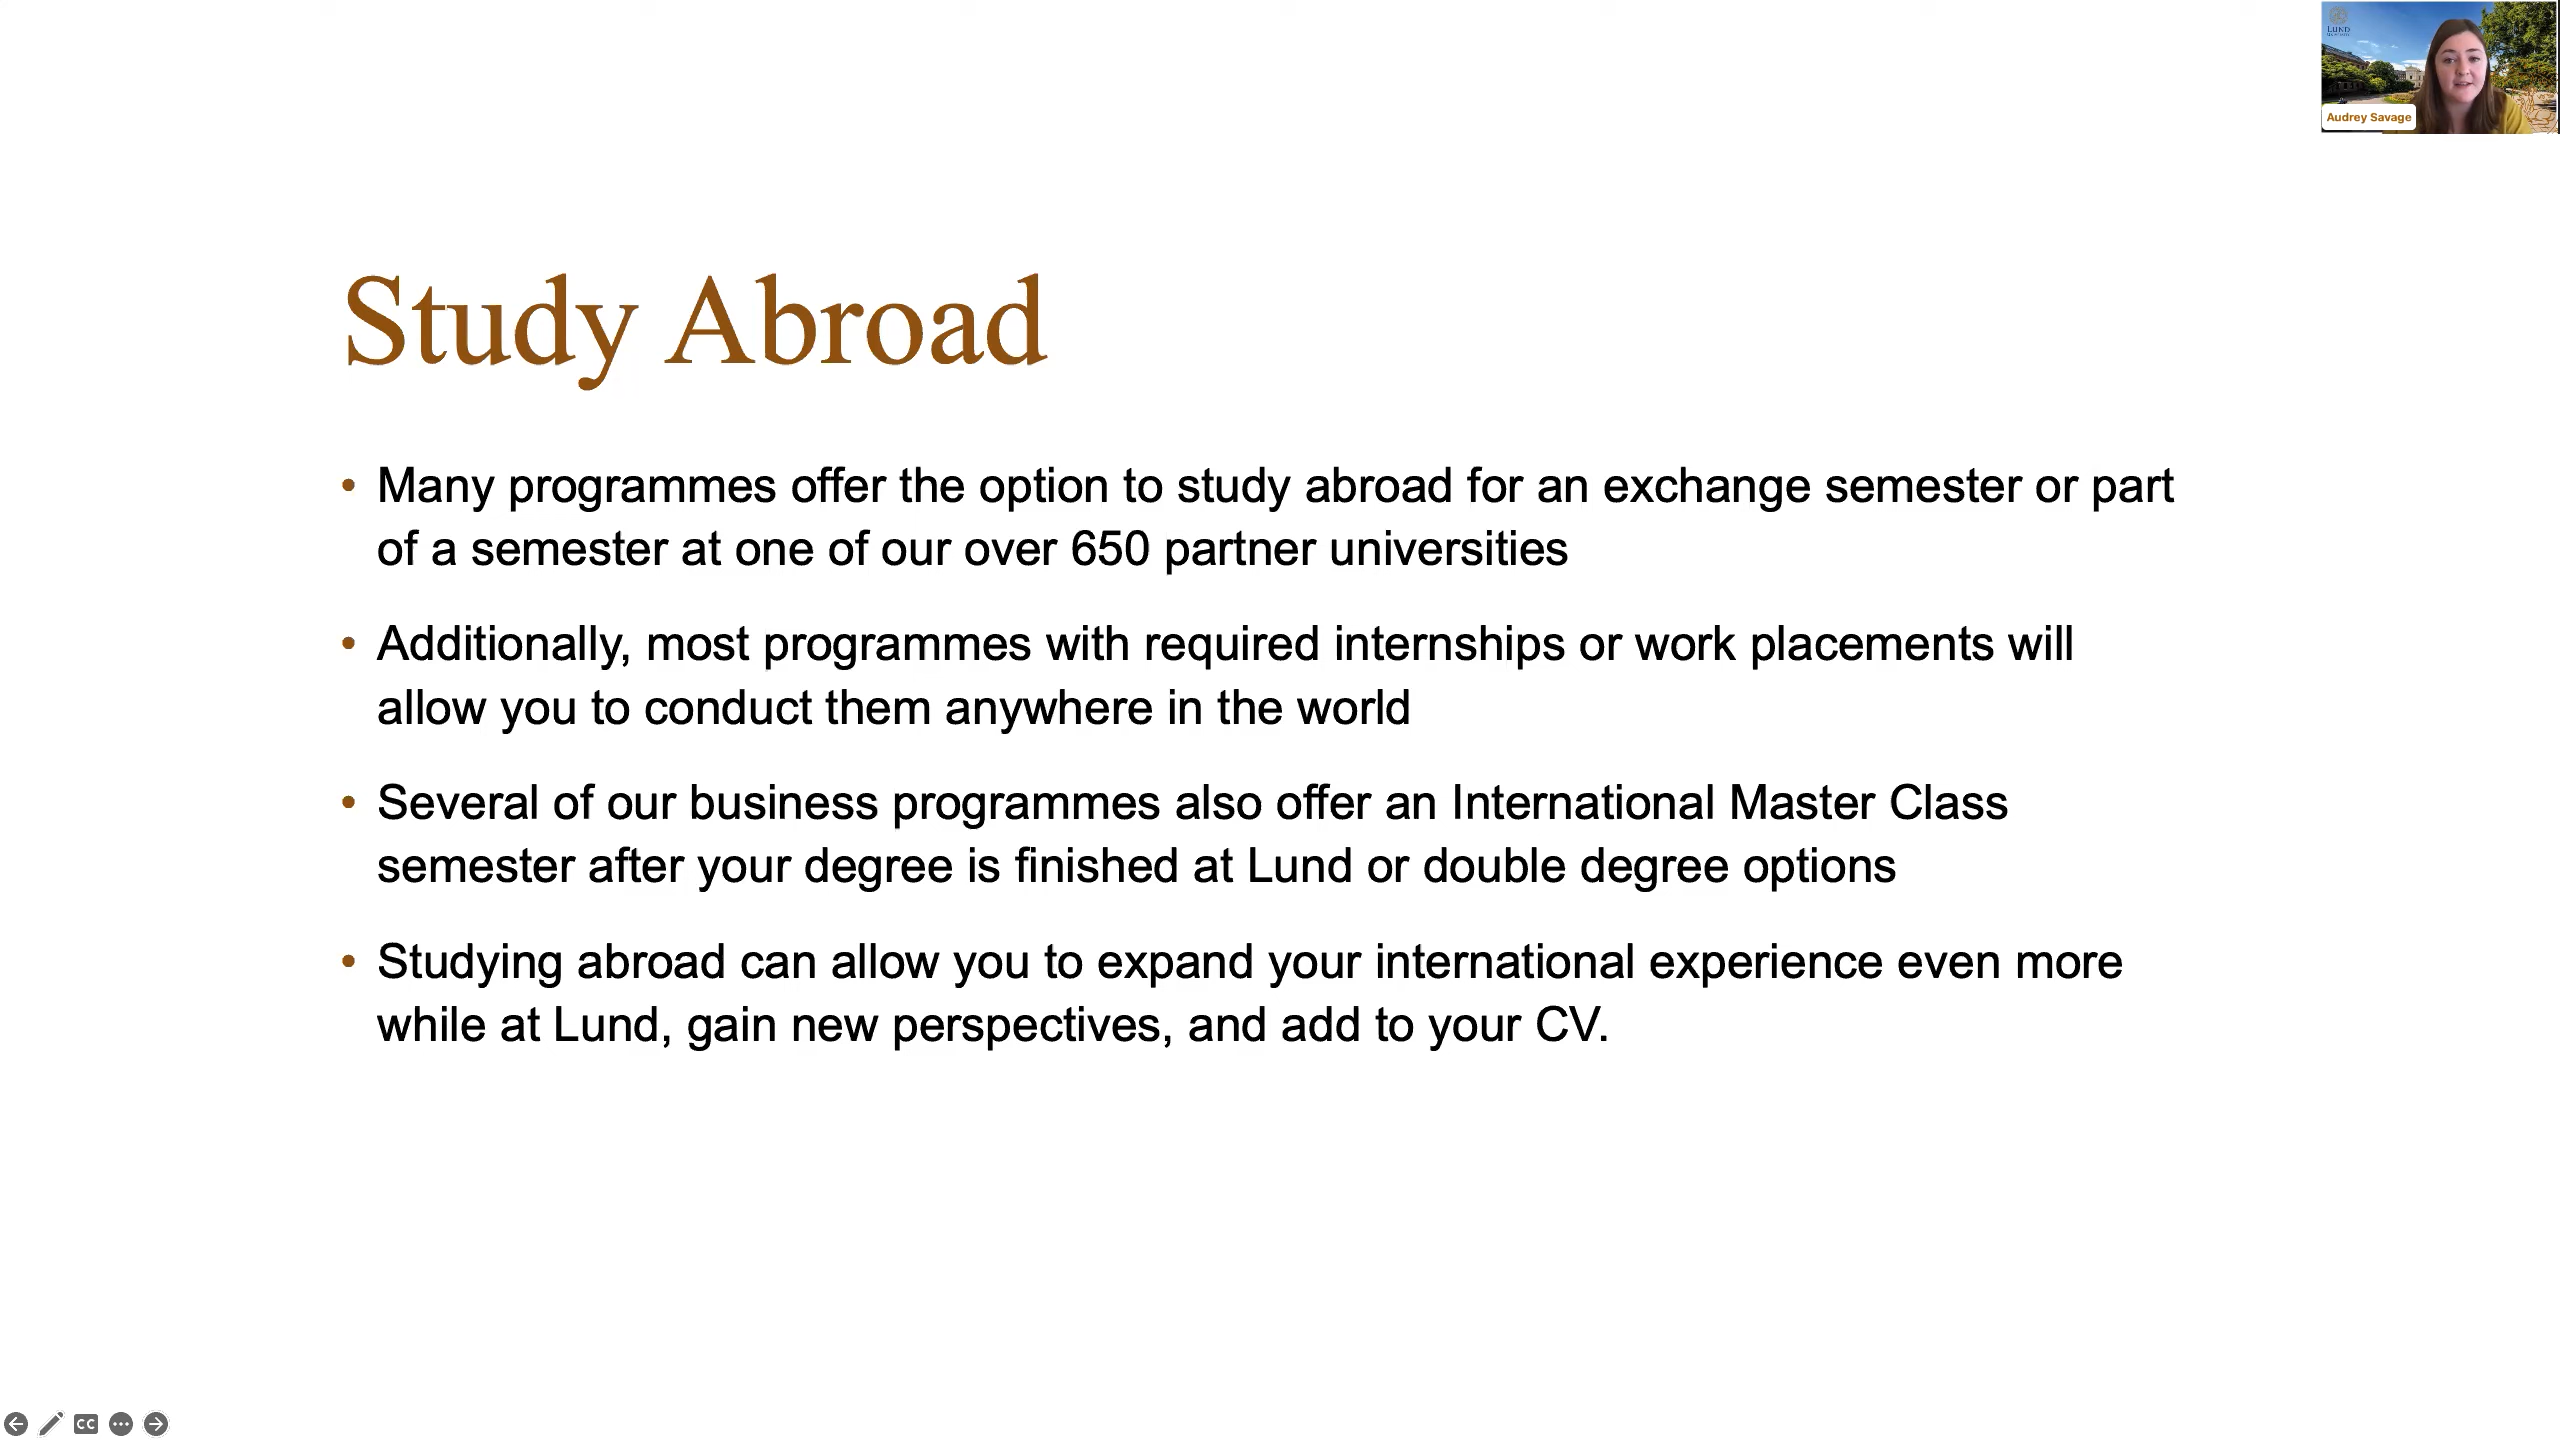 LUND
Audrey Savage
Study Abroad
• Many programmes offer the option to study abroad for an exchange semester or part
of a semester at one of our over 650 partner universities
• Additionally, most programmes with required internships or work placements will
allow you to conduct them anywhere in the world
• Several of our business programmes also offer an International Master Class
semester after your degree is finished at Lund or double degree options
• Studying abroad can allow you to expand your international experience even more
while at Lund, gain new perspectives, and add to your CV.
CC